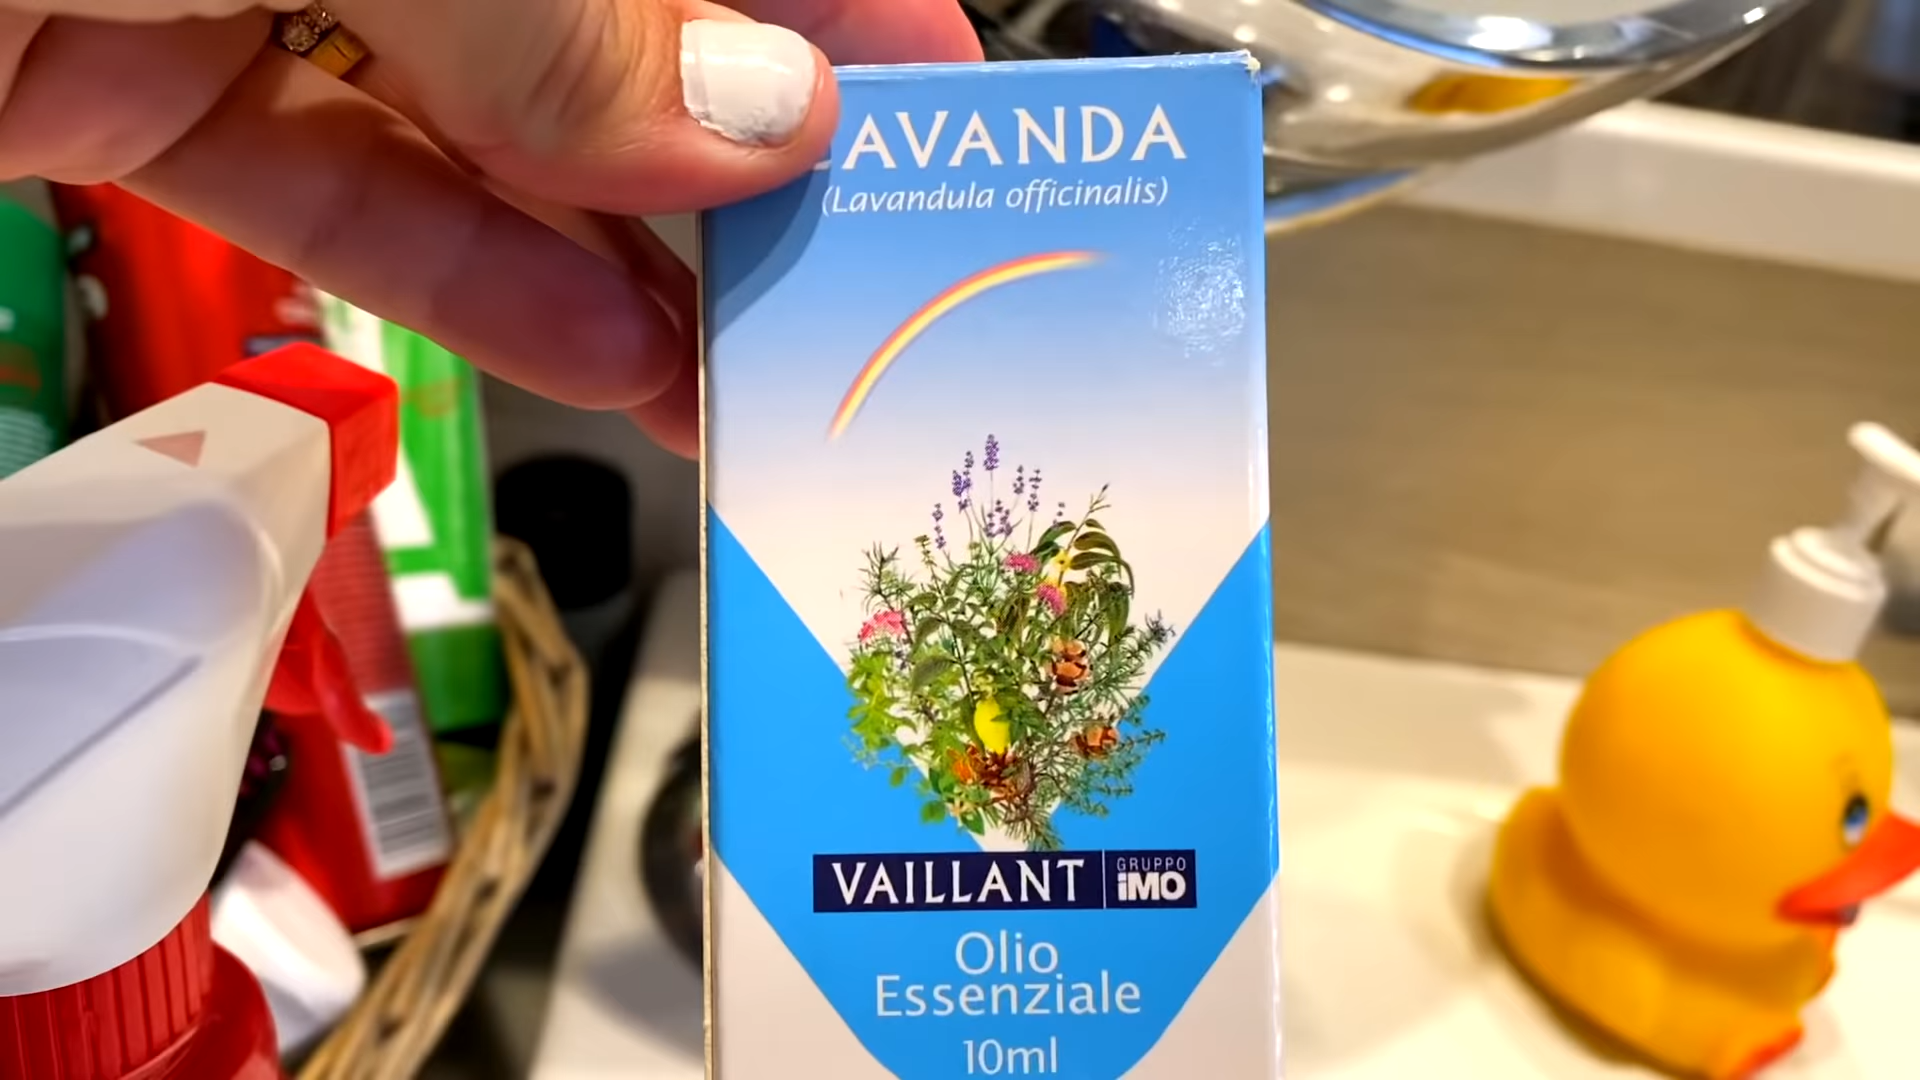 LAVANDA
(Lavandula officinalis)
VAILLANT
GRUPPO
iMO
Olio
Essenziale
10ml